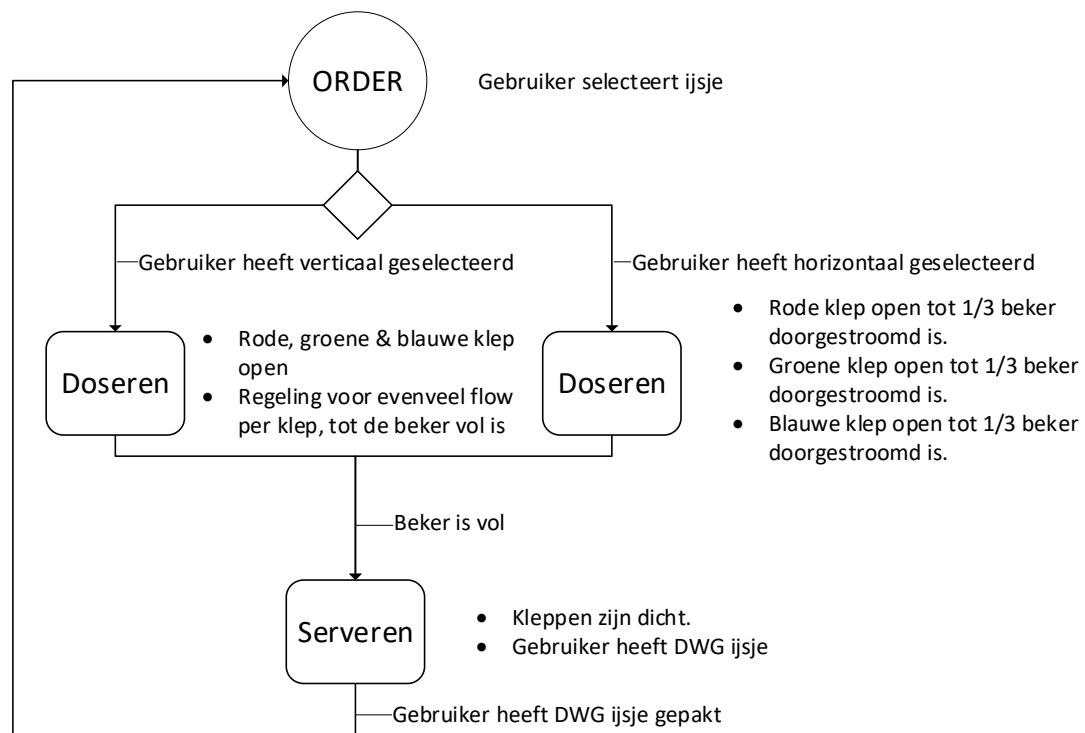 ORDER
Gebruiker selecteert ijsje
Gebruiker heeft verticaal geselecteerd
Gebruiker heeft horizontaal geselecteerd
Doseren
• Rode, groene & blauwe klep
open
• Regeling voor evenveel flow
per klep, tot de beker vol is
Doseren
• Rode klep open tot 1/3 beker
doorgestroomd is.
• Groene klep open tot 1/3 beker
doorgestroomd is.
• Blauwe klep open tot 1/3 beker
doorgestroomd is.
Beker is vol
Serveren
• Kleppen zijn dicht.
• Gebruiker heeft DWG ijsje
Gebruiker heeft DWG ijsje gepakt